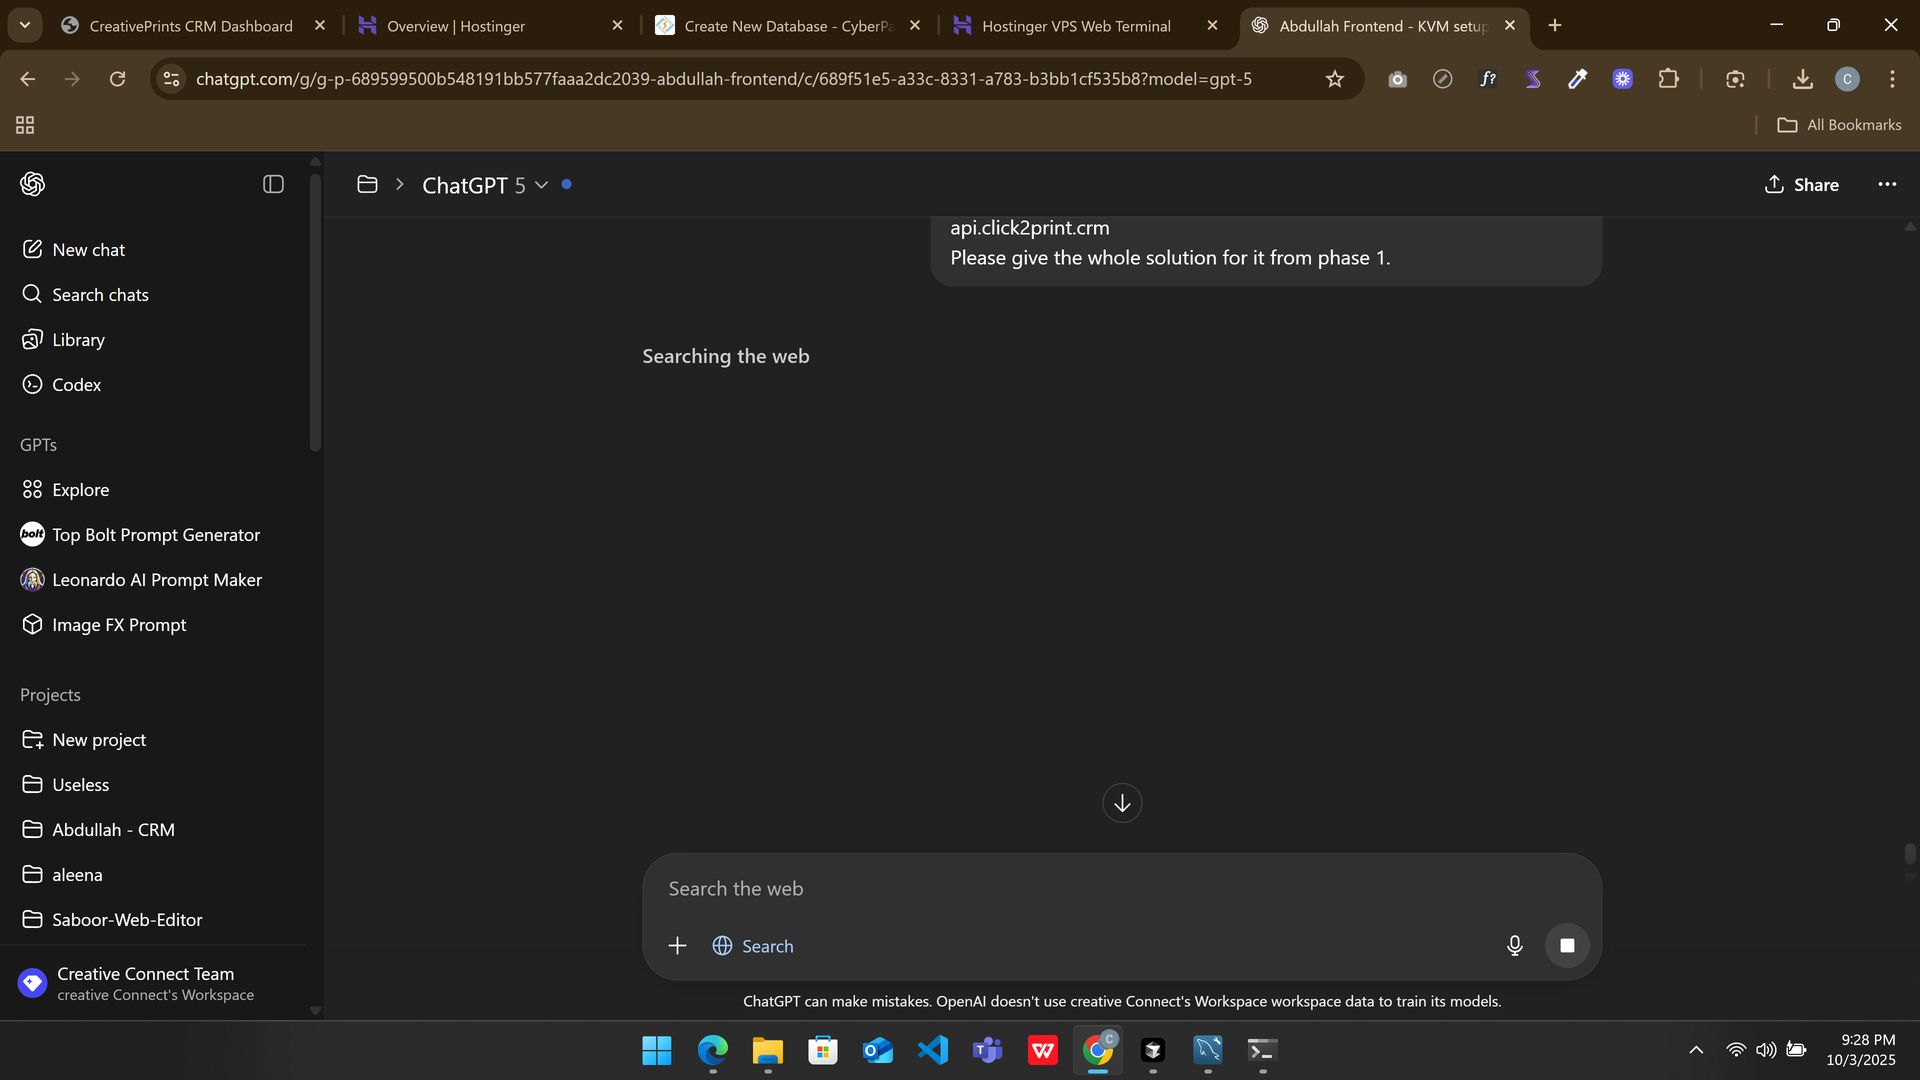 CreativePrints CRM Dashboard
Overview | Hostinger
Create New Database - CyberPa
Hostinger VPS Web Terminal
Abdullah Frontend - KVM setup
chatgpt.com/g/g-p-689599500b548191bb577faaa2dc2039-abdullah-frontend/c/689f51e5-a33c-8331-a783-b3bb1cf535b8?model=gpt-5
f?
C
All Bookmarks
ChatGPT 5
Share
New chat
Search chats
Library
Codex
GPTs
Explore
bolt
Top Bolt Prompt Generator
Leonardo AI Prompt Maker
Image FX Prompt
Projects
New project
Useless
Abdullah - CRM
aleena
Saboor-Web-Editor
Creative Connect Team
creative Connect's Workspace
api.click2print.crm
Please give the whole solution for it from phase 1.
Searching the web
Search the web
Search
ChatGPT can make mistakes. OpenAI doesn't use creative Connect's Workspace workspace data to train its models.
C
9:28 PM
10/3/2025